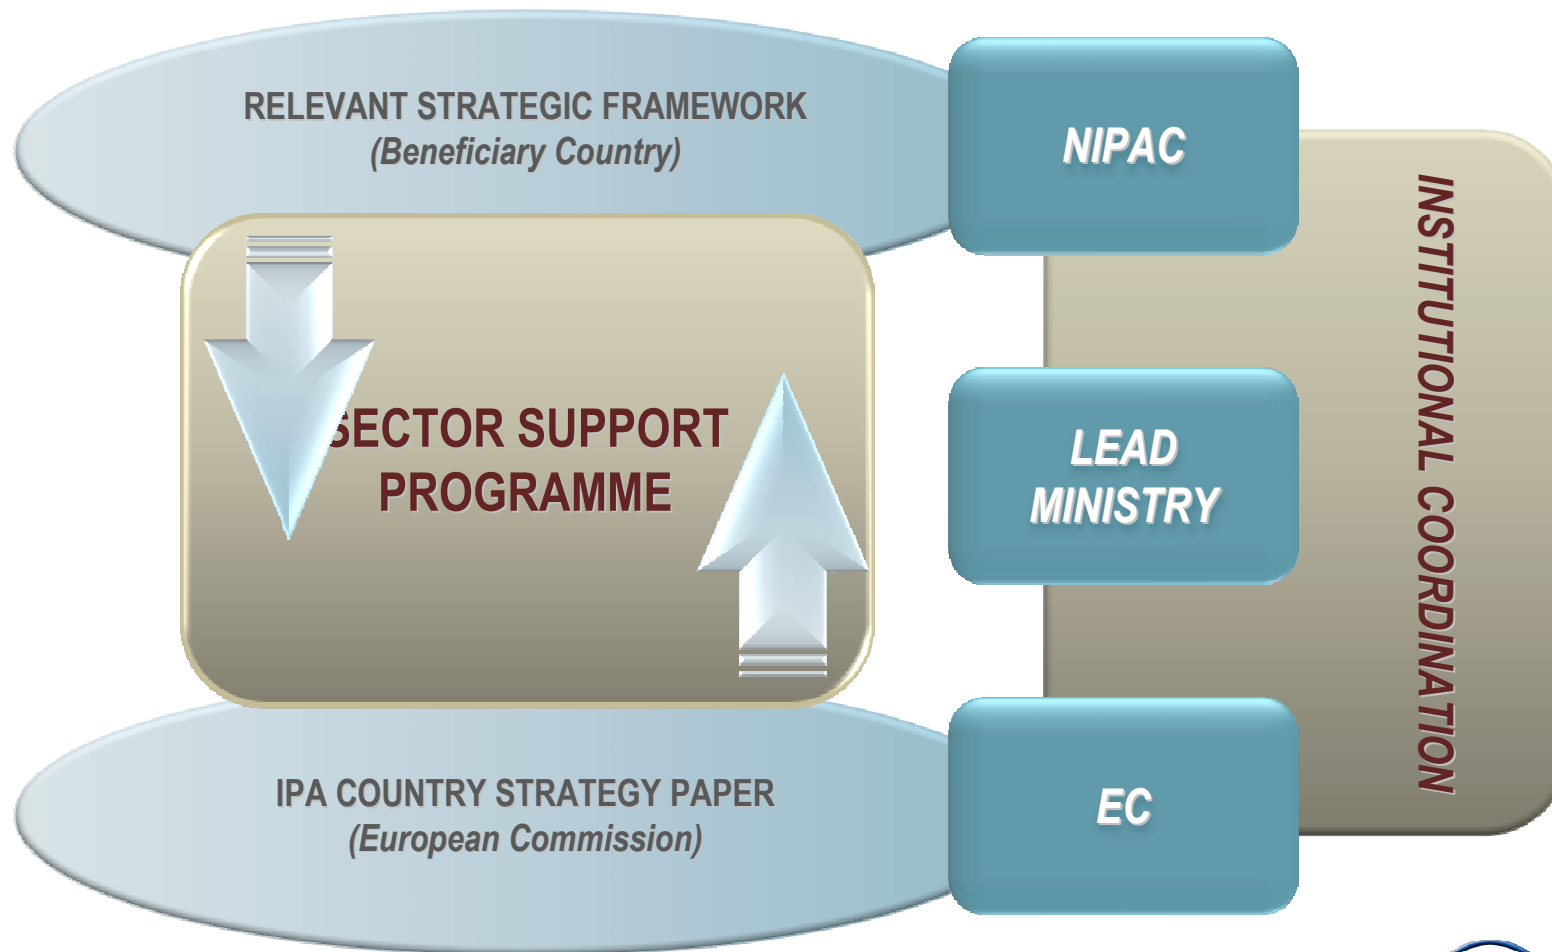 RELEVANT STRATEGIC FRAMEWORK
(Beneficiary Country)
NIPAC
SECTOR SUPPORT
PROGRAMME
LEAD
MINISTRY
INSTITUTIONAL COORDINATION
IPA COUNTRY STRATEGY PAPER
(European Commission)
EC